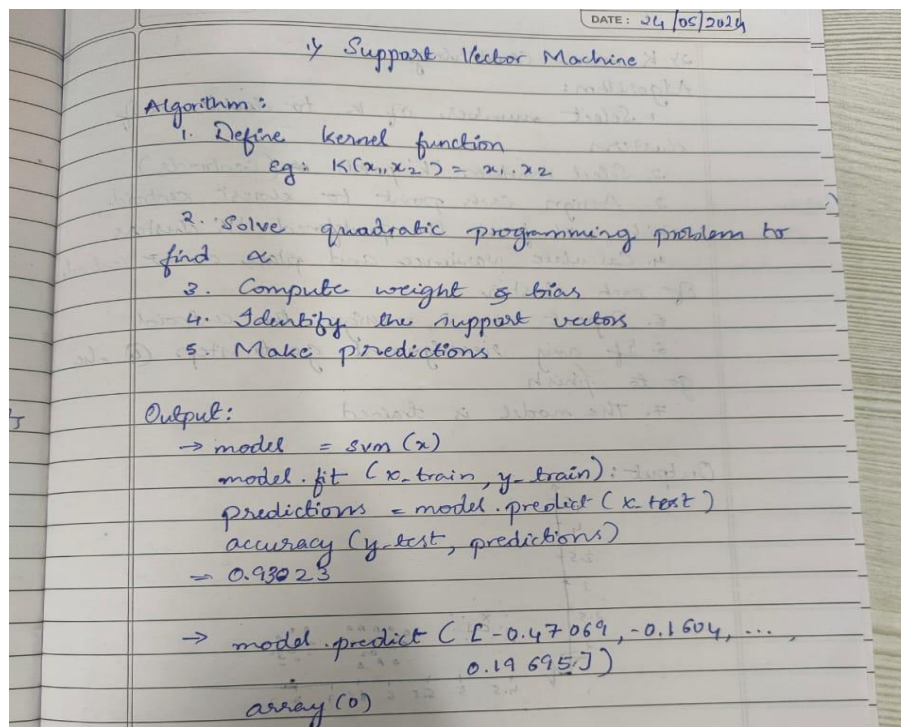 DATE: 24/05/2024
1) Support Vector Machine
Algorithm:
1. Define kernel function
eg: K(x1, x2) = x1 . x2
2. Solve quadratic programming problem to
find α
3. Compute weight & bias
4. Identify the support vectors
5. Make predictions
Output:
→ model = svm (x)
model.fit (x_train, y_train):
predictions = model.predict (x_test)
accuracy (y_test, predictions)
= 0.93023
→ model.predict ([-0.47069, -0.1604, ... ,
0.19695])
array (0)